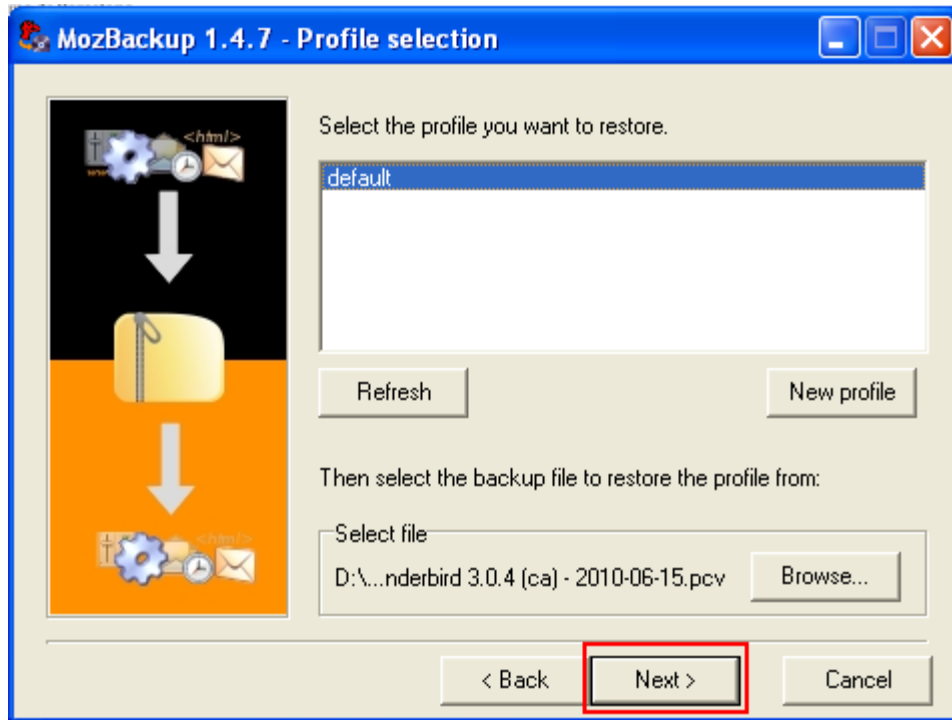 MozBackup 1.4.7 - Profile selection
<html>
Select the profile you want to restore.
default
Refresh
New profile
Then select the backup file to restore the profile from:
Select file
D:\...nderbird 3.0.4 (ca) - 2010-06-15.pcv
Browse...
<html>
< Back
Next >
Cancel